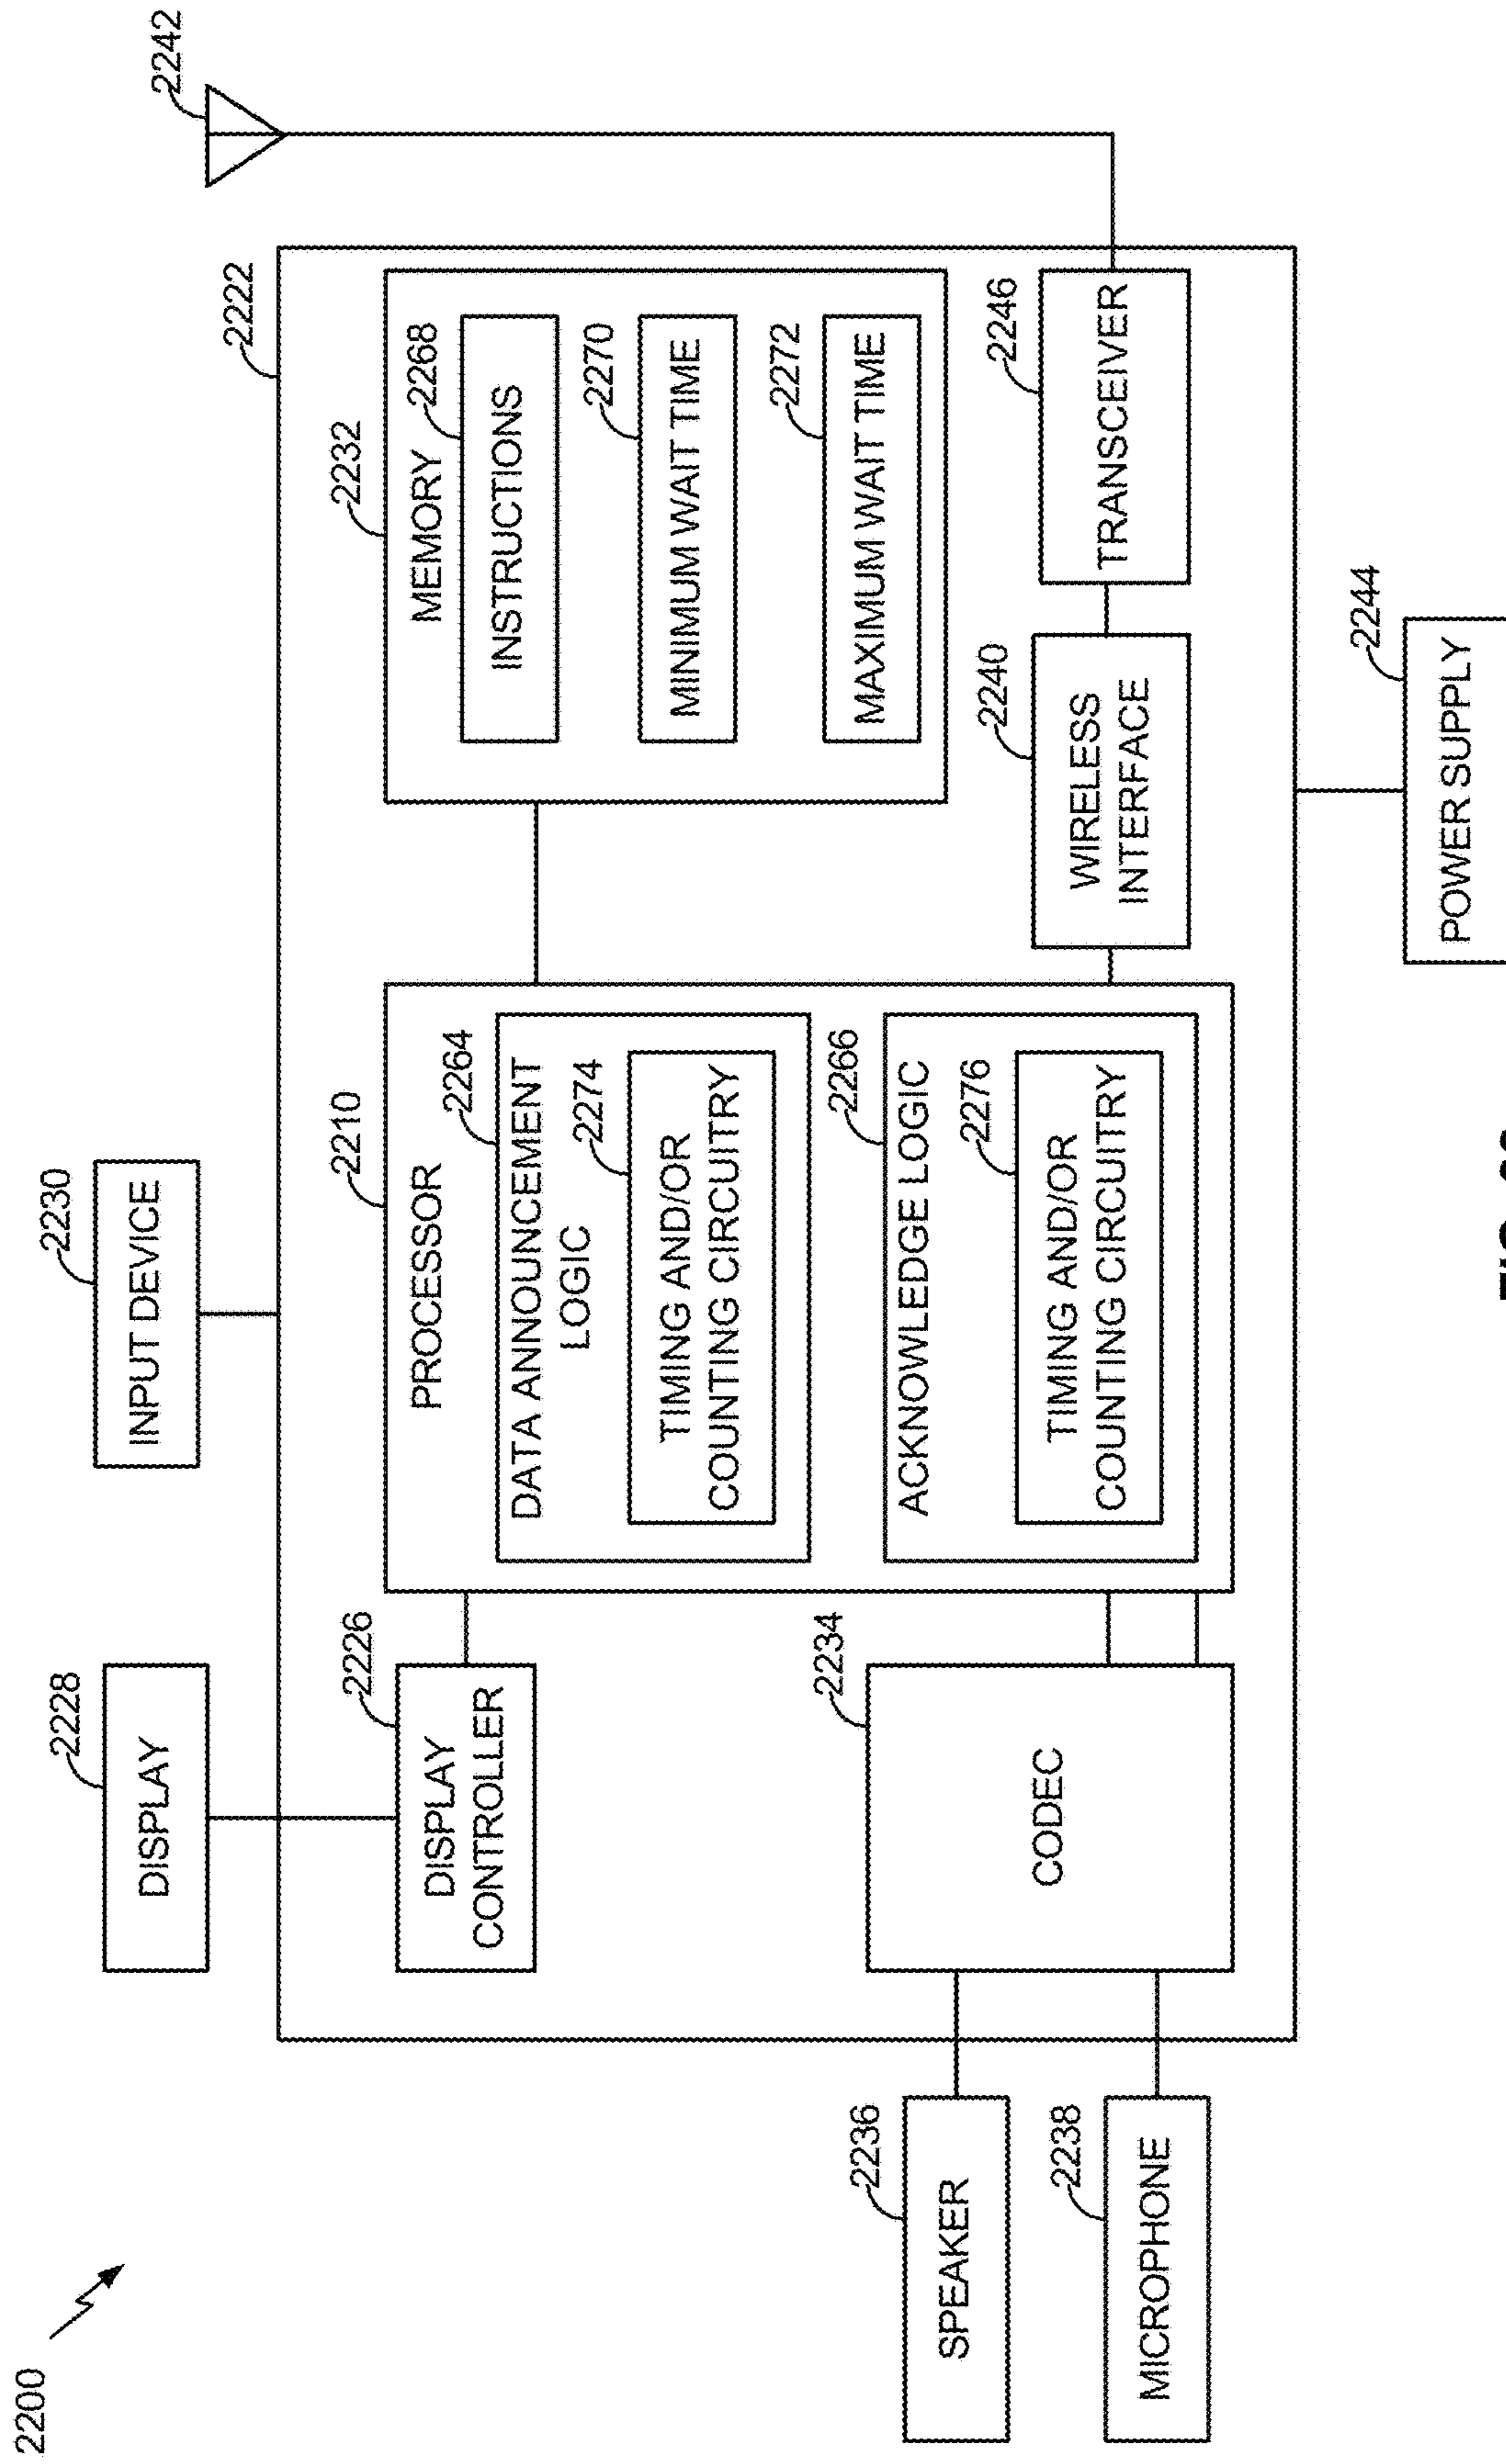 2200
DISPLAY
2228
INPUT DEVICE
2230
2242
2222
DISPLAY
CONTROLLER
2226
PROCESSOR
2210
DATA ANNOUNCEMENT
LOGIC
2264
TIMING AND/OR
COUNTING CIRCUITRY
2274
ACKNOWLEDGE LOGIC
2266
TIMING AND/OR
COUNTING CIRCUITRY
2276
MEMORY
2232
INSTRUCTIONS
2268
MINIMUM WAIT TIME
2270
MAXIMUM WAIT TIME
2272
SPEAKER
2236
MICROPHONE
2238
CODEC
2234
WIRELESS
INTERFACE
2240
TRANSCEIVER
2246
POWER SUPPLY
2244